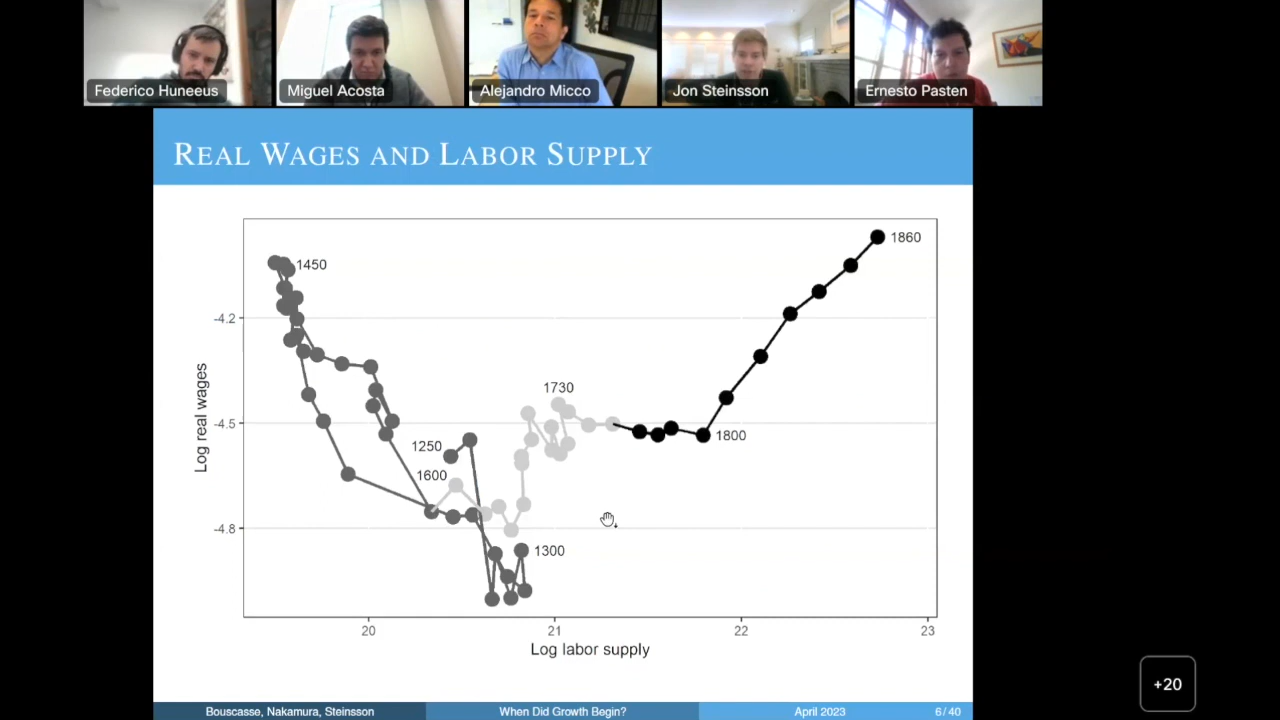 Federico Huneeus
Miguel Acosta
Alejandro Micco
Jon Steinsson
Ernesto Pasten
REAL WAGES AND LABOR SUPPLY
1860
1450
-4.2
1730
-4.5
1250
1800
1600
-4.8
1300
20
21
22
23
Log real wages
Log labor supply
+20
Bouscasse, Nakamura, Steinsson
When Did Growth Begin?
April 2023
6/40